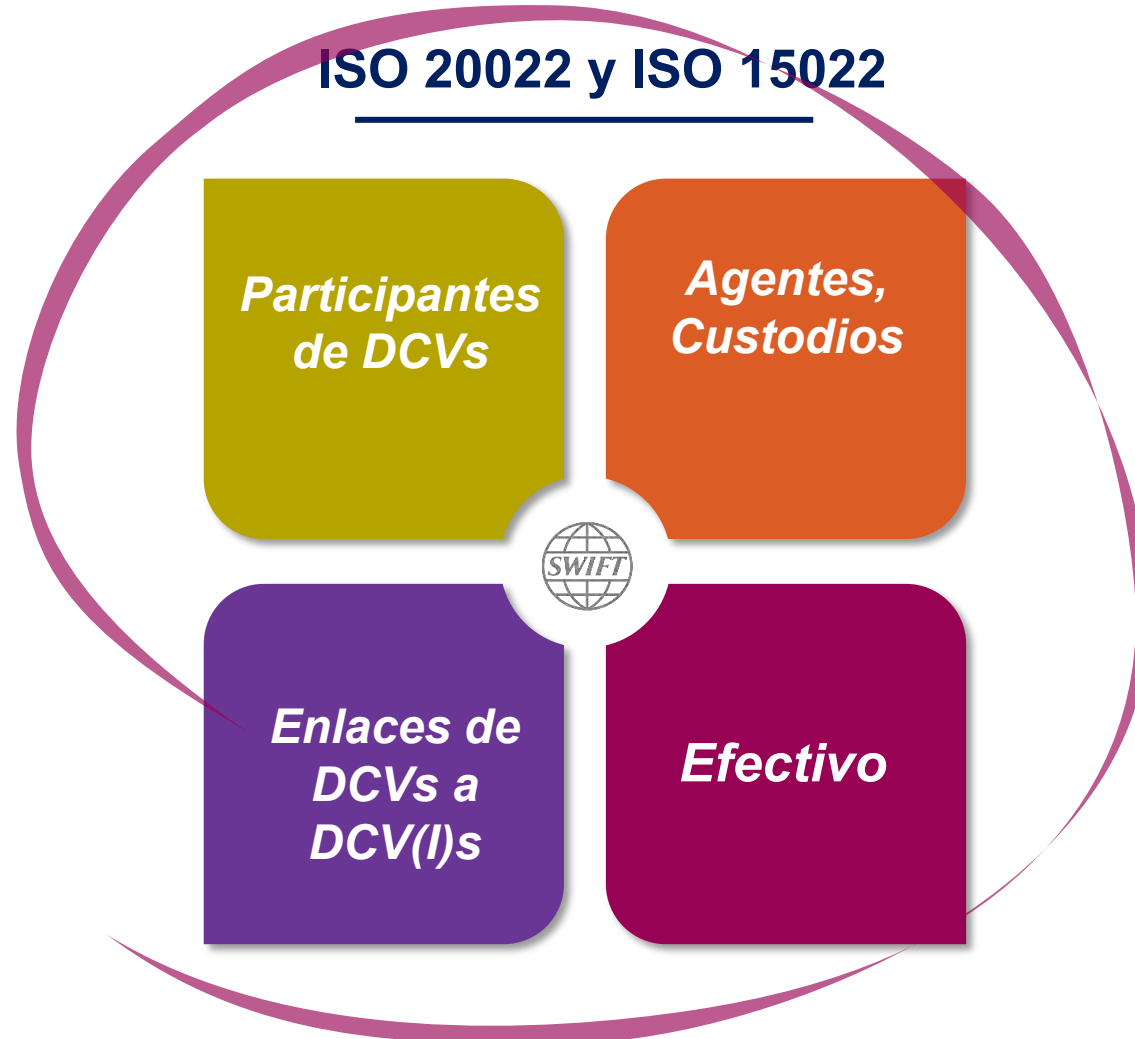 ISO 20022 y ISO 15022
Participantes
de DCVs
Agentes,
Custodios
SWIFT
Enlaces de
DCVs a
DCV(I)s
Efectivo